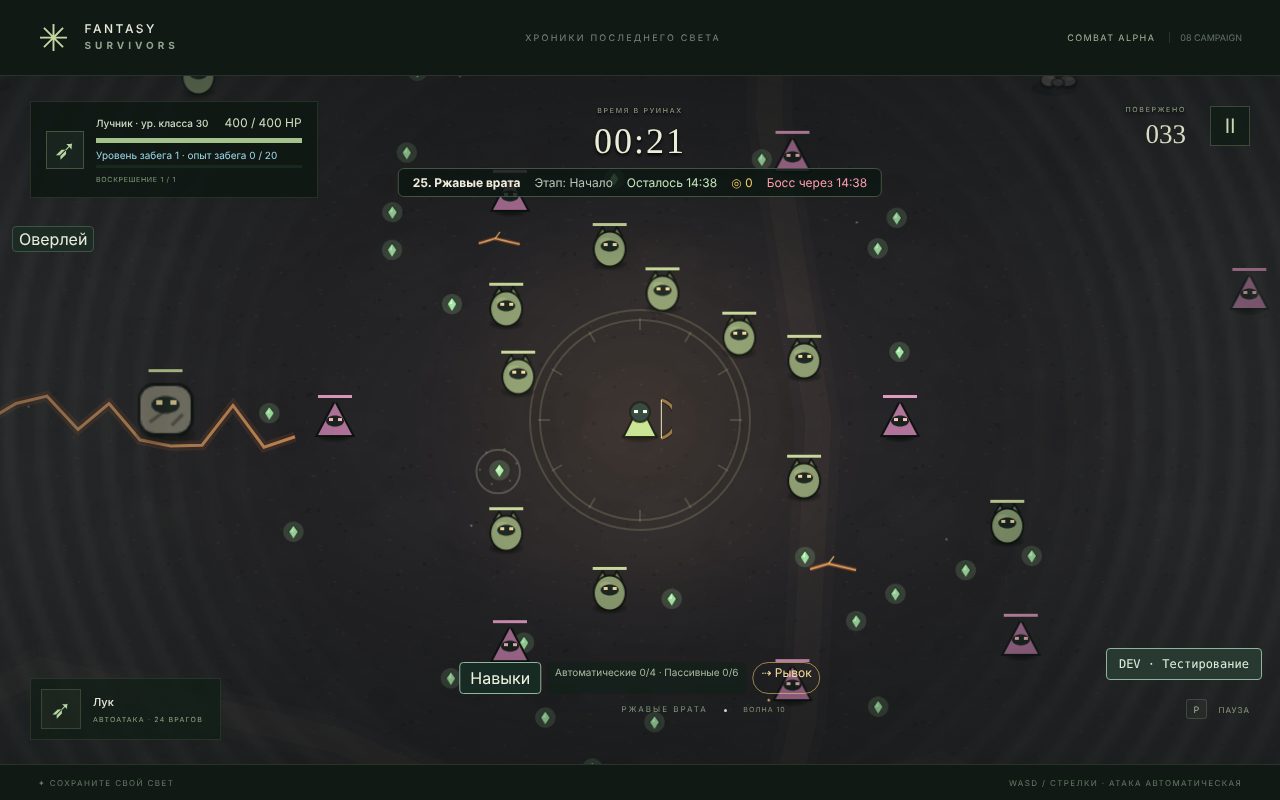 FANTASY
SURVIVORS
ХРОНИКИ ПОСЛЕДНЕГО СВЕТА
COMBAT ALPHA
08 CAMPAIGN
Лучник · ур. класса 30
400 / 400 HP
Уровень забега 1 · опыт забега 0 / 20
ВОСКРЕШЕНИЕ 1 / 1
ВРЕМЯ В РУИНАХ
00:21
ПОВЕРЖЕНО
033
25. Ржавые врата Этап: Начало Осталось 14:38 ◎ 0 Босс через 14:38
Оверлей
Навыки
Автоматические 0/4 · Пассивные 0/6
⇢ Рывок
DEV · Тестирование
Лук
АВТОАТАКА · 24 ВРАГОВ
РЖАВЫЕ ВРАТА • ВОЛНА 10
P ПАУЗА
✦ СОХРАНИТЕ СВОЙ СВЕТ
WASD / СТРЕЛКИ · АТАКА АВТОМАТИЧЕСКАЯ